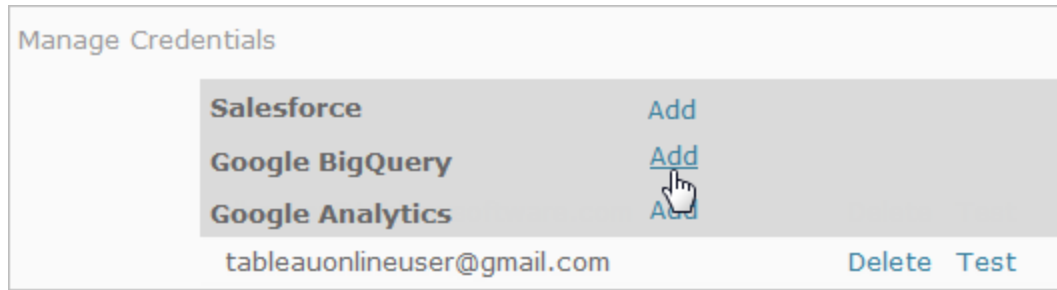 Manage Credentials
Salesforce Add
Google BigQuery Add
Google Analytics Add
tableauonlineuser@gmail.com Delete Test